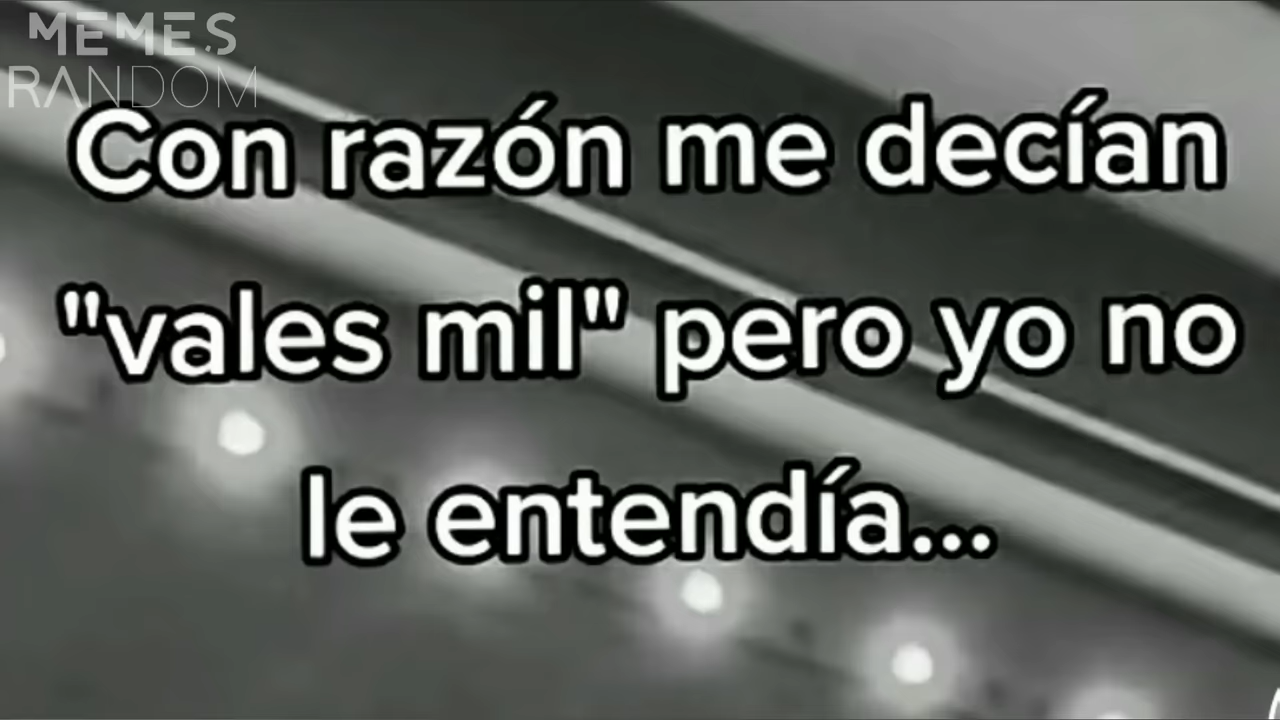 MEMES
RANDOM
Con razón me decían
"vales mil" pero yo no
le entendía...